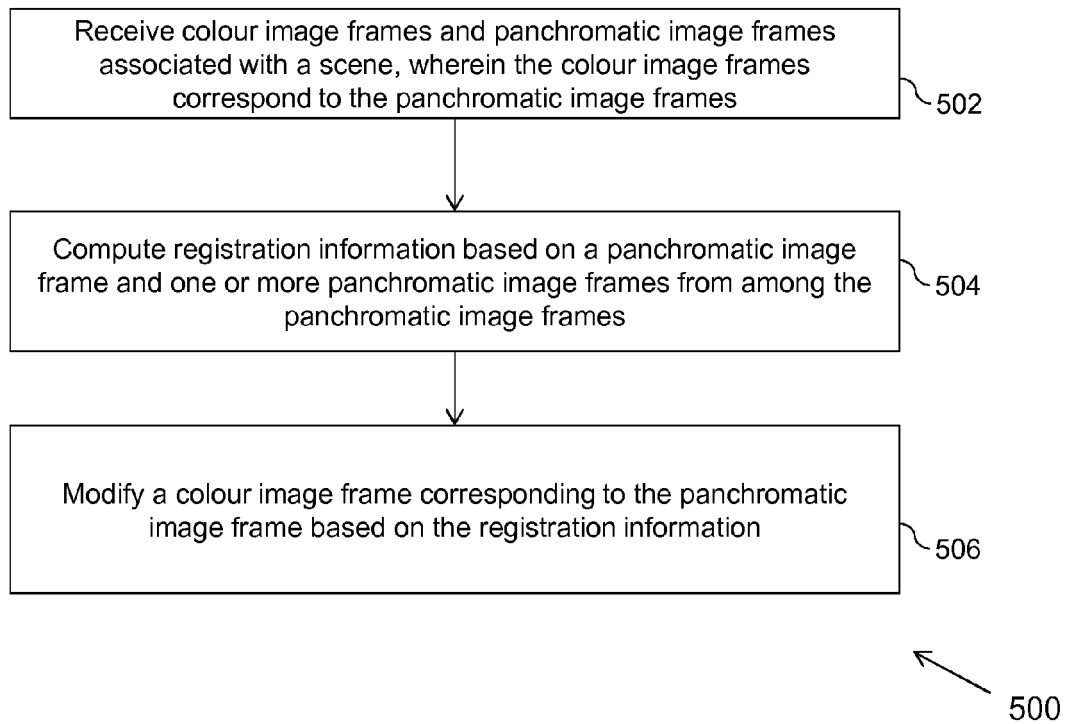 Receive colour image frames and panchromatic image frames
associated with a scene, wherein the colour image frames
correspond to the panchromatic image frames
502
Compute registration information based on a panchromatic image
frame and one or more panchromatic image frames from among the
panchromatic image frames
504
Modify a colour image frame corresponding to the panchromatic
image frame based on the registration information
506
500